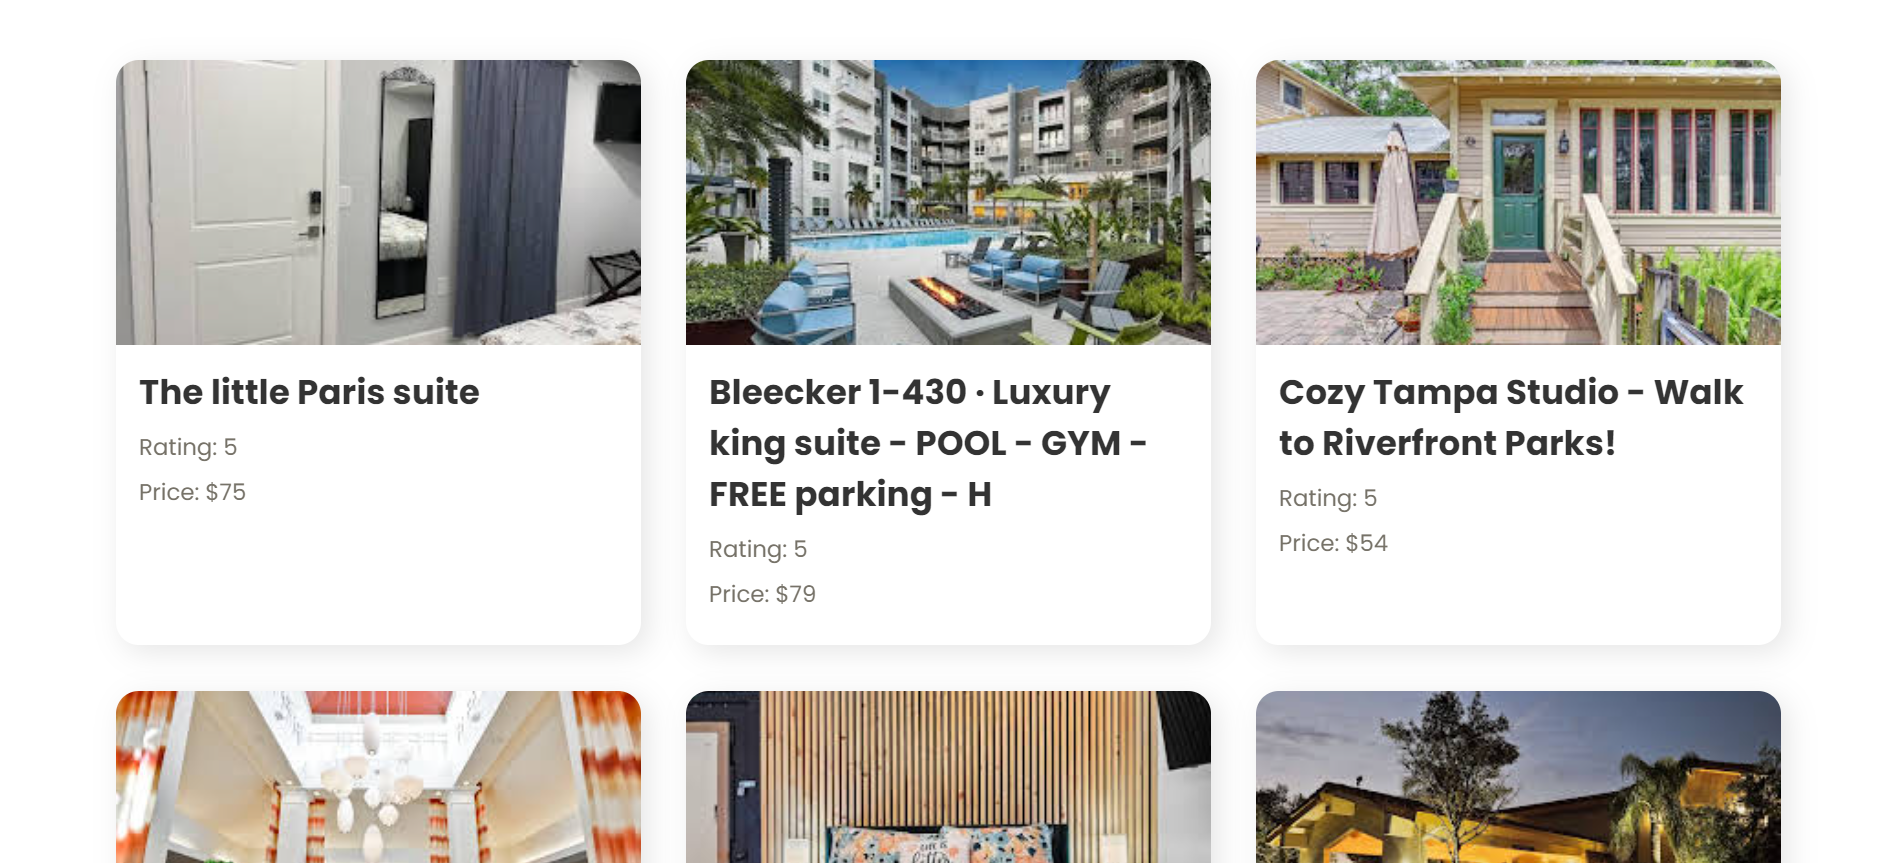 The little Paris suite
Rating: 5
Price: $75
Bleecker 1-430 · Luxury
king suite - POOL - GYM -
FREE parking - H
Rating: 5
Price: $79
Cozy Tampa Studio - Walk
to Riverfront Parks!
Rating: 5
Price: $54